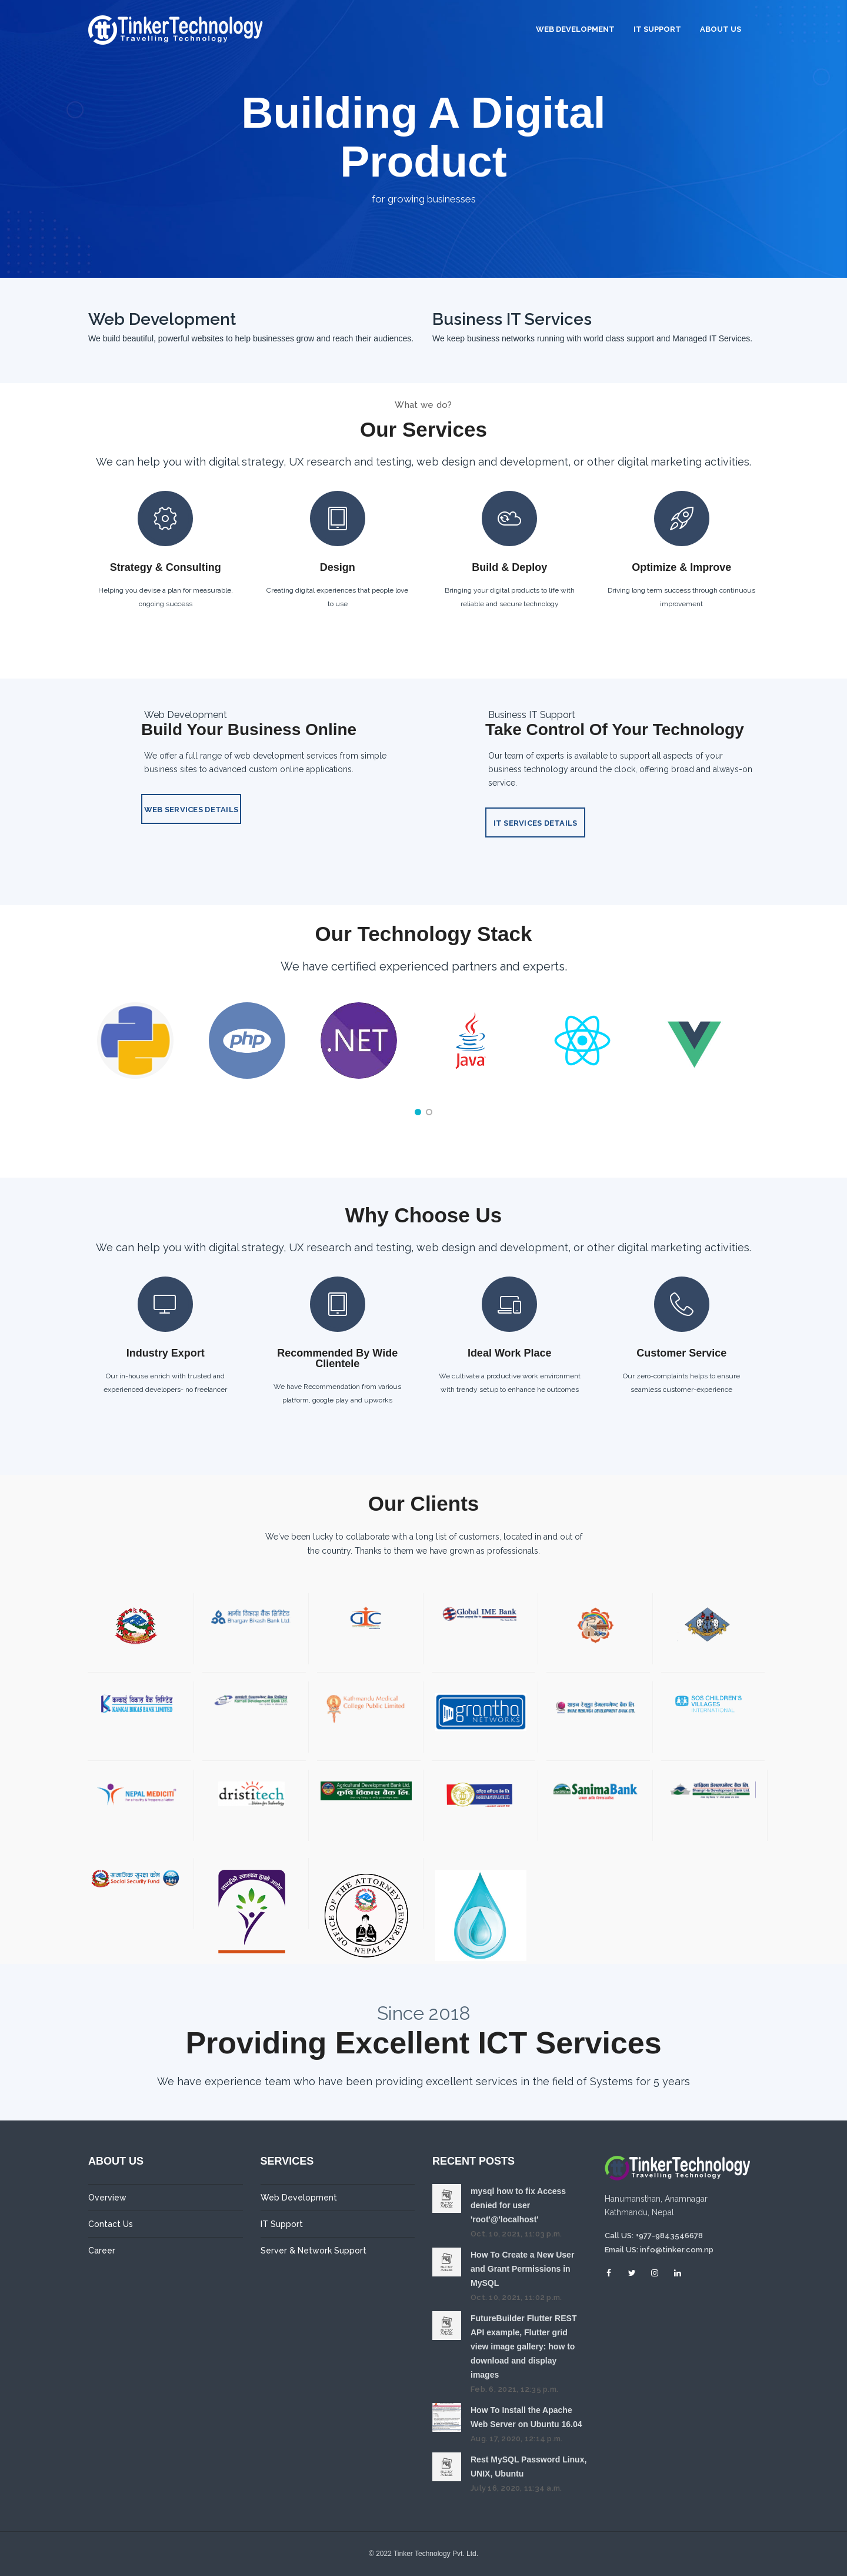 TinkerTechnology
Travelling Technology
WEB DEVELOPMENT
IT SUPPORT
ABOUT US
Building A Digital
Product
for growing businesses
Web Development
We build beautiful, powerful websites to help businesses grow and reach their audiences.
Business IT Services
We keep business networks running with world class support and Managed IT Services.
What we do?
Our Services
We can help you with digital strategy, UX research and testing, web design and development, or other digital marketing activities.
Strategy & Consulting
Helping you devise a plan for measurable,
ongoing success
Design
Creating digital experiences that people love
to use
Build & Deploy
Bringing your digital products to life with
reliable and secure technology
Optimize & Improve
Driving long term success through continuous
improvement
Web Development
Build Your Business Online
We offer a full range of web development services from simple
business sites to advanced custom online applications.
WEB SERVICES DETAILS
Business IT Support
Take Control Of Your Technology
Our team of experts is available to support all aspects of your
business technology around the clock, offering broad and always-on
service.
IT SERVICES DETAILS
Our Technology Stack
We have certified experienced partners and experts.
php
.NET
Java
Why Choose Us
We can help you with digital strategy, UX research and testing, web design and development, or other digital marketing activities.
Industry Export
Our in-house enrich with trusted and
experienced developers- no freelancer
Recommended By Wide
Clientele
We have Recommendation from various
platform, google play and upworks
Ideal Work Place
We cultivate a productive work environment
with trendy setup to enhance he outcomes
Customer Service
Our zero-complaints helps to ensure
seamless customer-experience
Our Clients
We've been lucky to collaborate with a long list of customers, located in and out of
the country. Thanks to them we have grown as professionals.
भार्गव विकास बैंक लिमिटेड
Bhargav Bikash Bank Ltd.
GIC
Global IME Bank
कन्काई विकास बैंक लिमिटेड
KANKAI BIKAS BANK LIMITED
Kathmandu Medical
College Public Limited
grantha
NETWORKS
SOS CHILDREN'S
VILLAGES
INTERNATIONAL
NEPAL MEDICITI
dristitech
Agricultural Development Bank Ltd.
कृषि विकास बैंक लि.
SanimaBank
सामाजिक सुरक्षा कोष
Social Security Fund
OFFICE OF THE ATTORNEY GENERAL
NEPAL
Since 2018
Providing Excellent ICT Services
We have experience team who have been providing excellent services in the field of Systems for 5 years
ABOUT US
Overview
Contact Us
Career
SERVICES
Web Development
IT Support
Server & Network Support
RECENT POSTS
mysql how to fix Access
denied for user
'root'@'localhost'
Oct. 10, 2021, 11:03 p.m.
How To Create a New User
and Grant Permissions in
MySQL
Oct. 10, 2021, 11:02 p.m.
FutureBuilder Flutter REST
API example, Flutter grid
view image gallery: how to
download and display
images
Feb. 6, 2021, 12:35 p.m.
How To Install the Apache
Web Server on Ubuntu 16.04
Aug. 17, 2020, 12:14 p.m.
Rest MySQL Password Linux,
UNIX, Ubuntu
July 16, 2020, 11:34 a.m.
TinkerTechnology
Travelling Technology
Hanumansthan, Anamnagar
Kathmandu, Nepal
Call US: +977-9843546678
Email US: info@tinker.com.np
© 2022 Tinker Technology Pvt. Ltd.